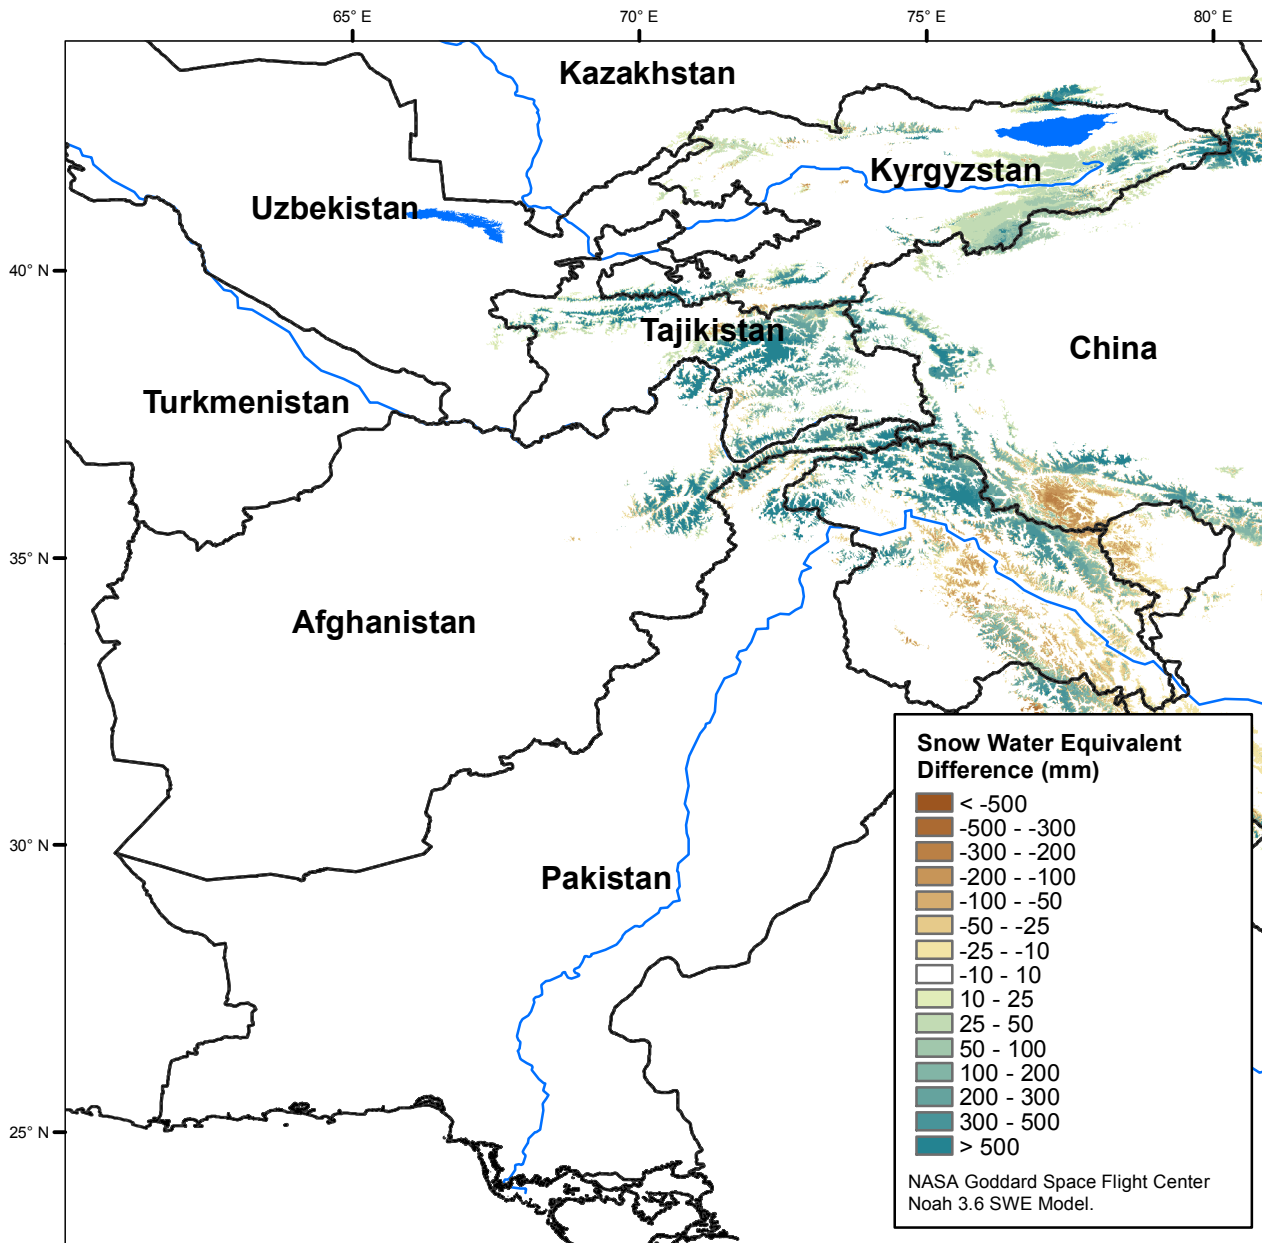 65° E
70° E
75° E
80° E
Kazakhstan
Kyrgyzstan
Uzbekistan
40° N
Tajikistan
China
Turkmenistan
35° N
Afghanistan
30° N
Pakistan
25° N
Snow Water Equivalent
Difference (mm)
< -500
-500 - -300
-300 - -200
-200 - -100
-100 - -50
-50 - -25
-25 - -10
-10 - 10
10 - 25
25 - 50
50 - 100
100 - 200
200 - 300
300 - 500
> 500
NASA Goddard Space Flight Center
Noah 3.6 SWE Model.